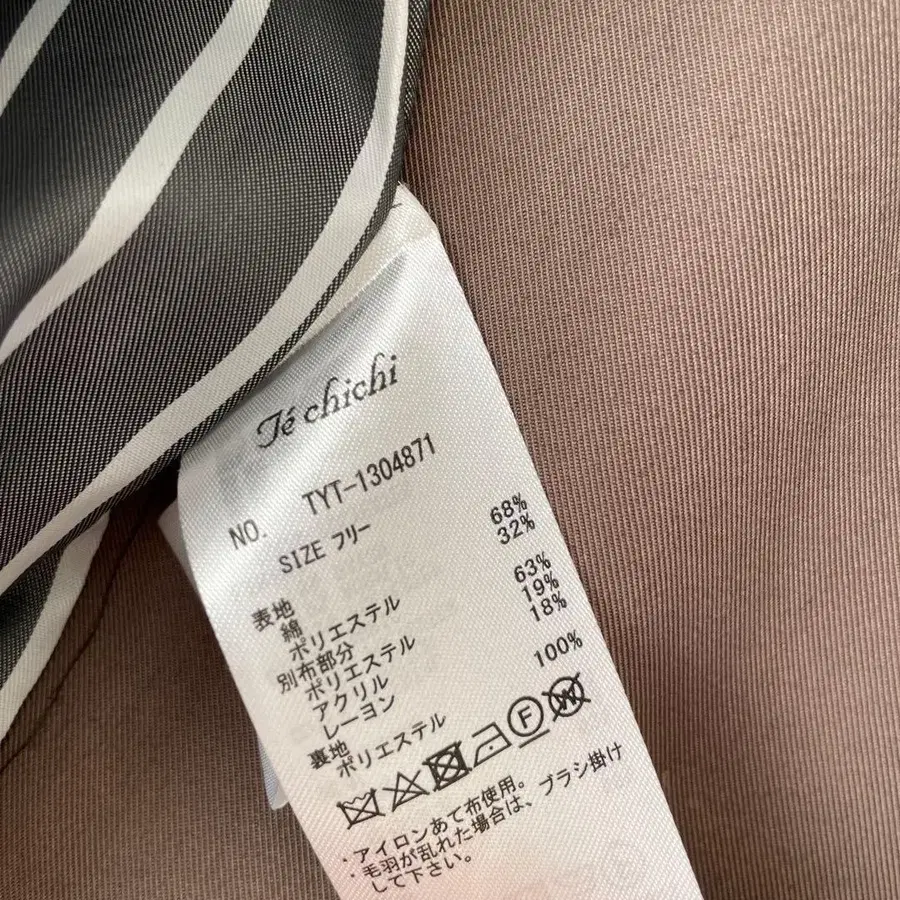 Té chichi
NO. TYT-1304871
SIZE フリー
表地
綿 68%
ポリエステル 32%
別布部分
ポリエステル 63%
アクリル 19%
レーヨン 18%
裏地
ポリエステル 100%
F W
・アイロンあて布使用。
・毛羽が乱れた場合は、ブラシ掛け
して下さい。